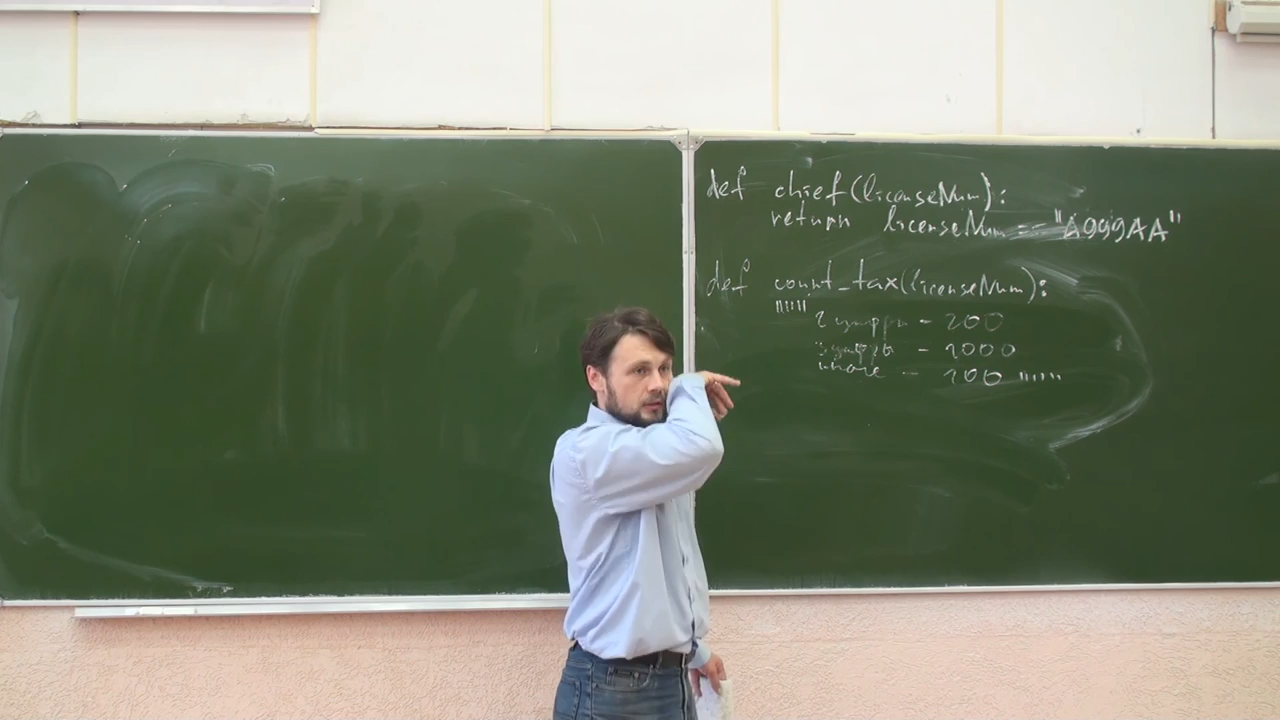 def chief(licenseNum):
return licenseNum == "A999AA"
def count_tax(licenseNum):
"""
2 цифры - 200
3 цифры - 1000
иначе - 100 """